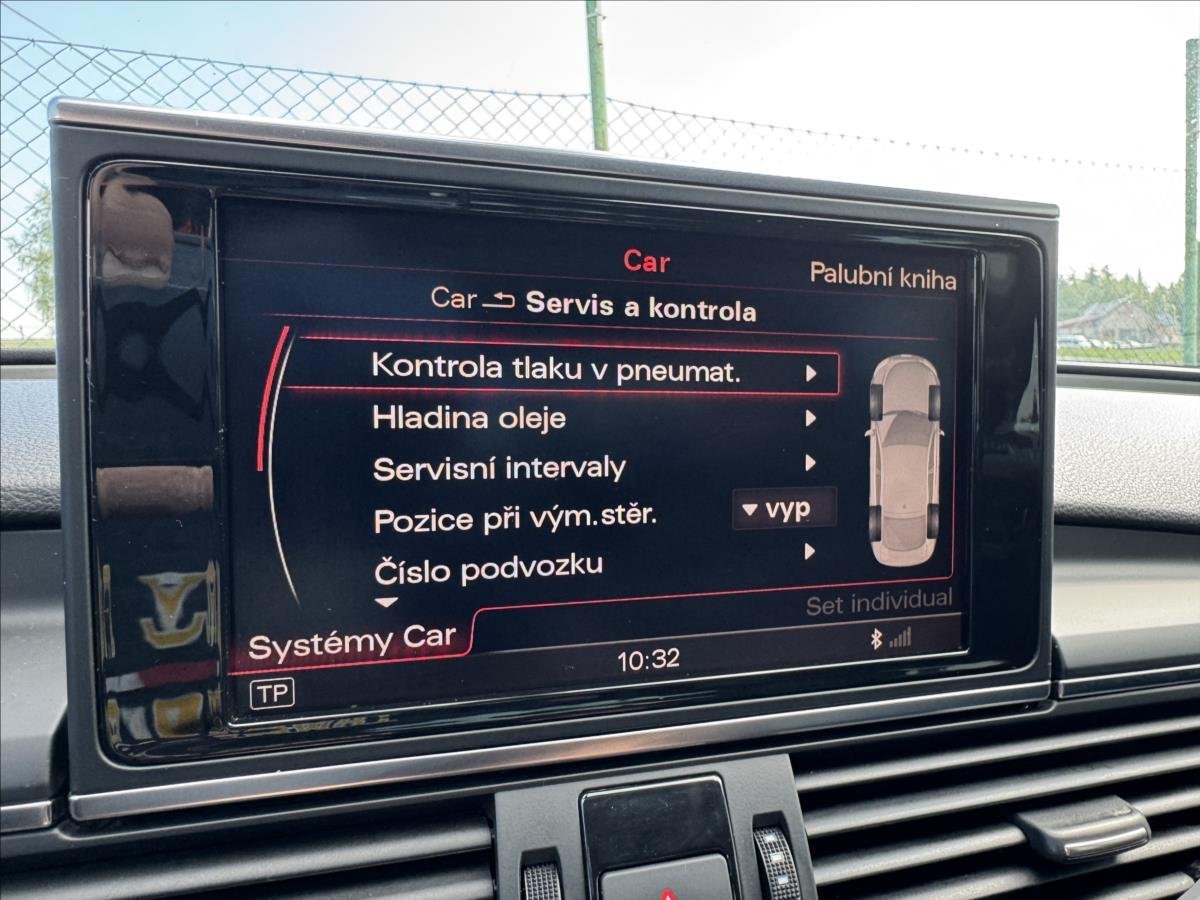 Car
Palubní kniha
Car Servis a kontrola
Kontrola tlaku v pneumat.
Hladina oleje
Servisní intervaly
Pozice při vým.stěr. vyp
Číslo podvozku
Set individual
Systémy Car
10:32
TP